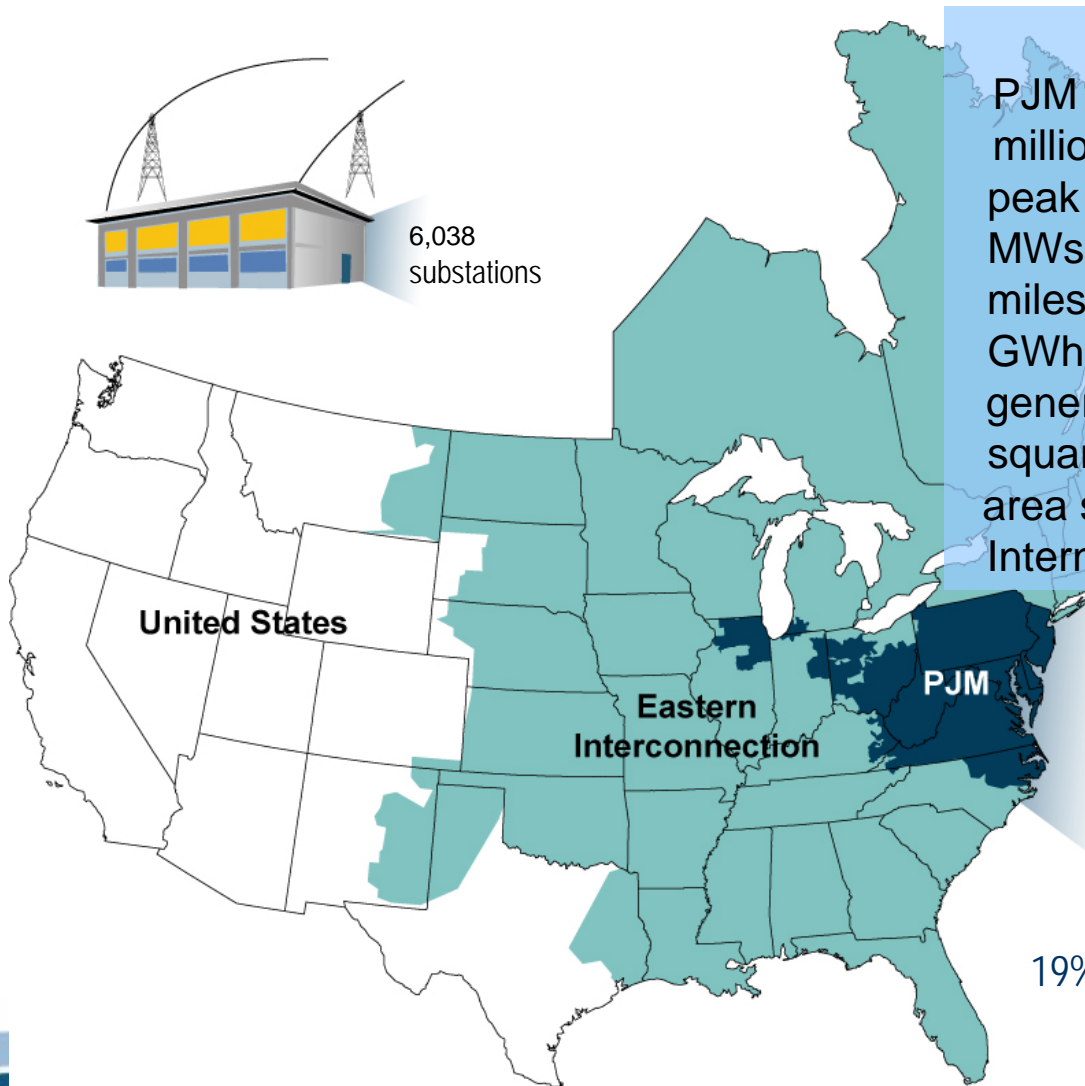 6,038
substations
PJM
millio
peak
MWs
miles
GWh
gener
squar
area s
Intern
United States
Eastern
Interconnection
PJM
19%